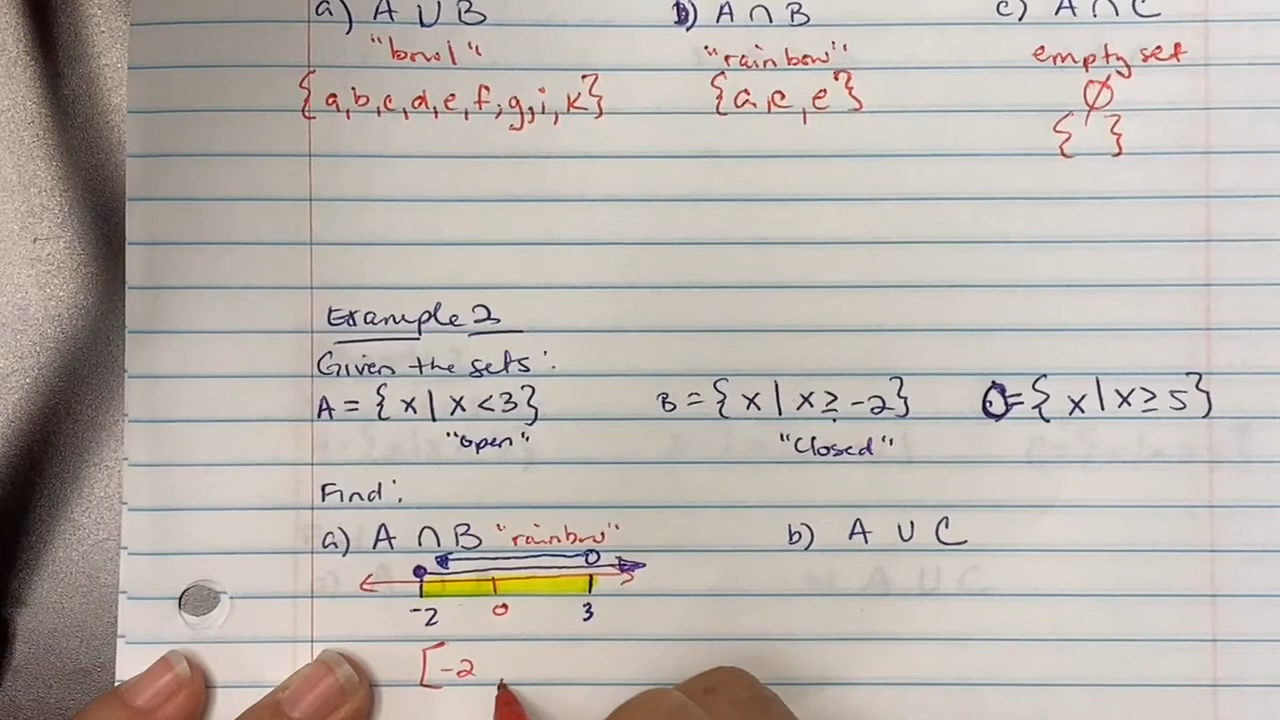 a) A ∪ B b) A ∩ B c) A ∩ C
"bowl" "rainbow" empty set
{a,b,c,d,e,f,g,i,k} {a,c,e} ∅
{ }
Example 2
Given the sets:
A = {x | x < 3} B = {x | x ≥ -2} C = {x | x ≥ 5}
"open" "Closed"
Find:
a) A ∩ B "rainbow" b) A ∪ C
-2 0 3
[-2